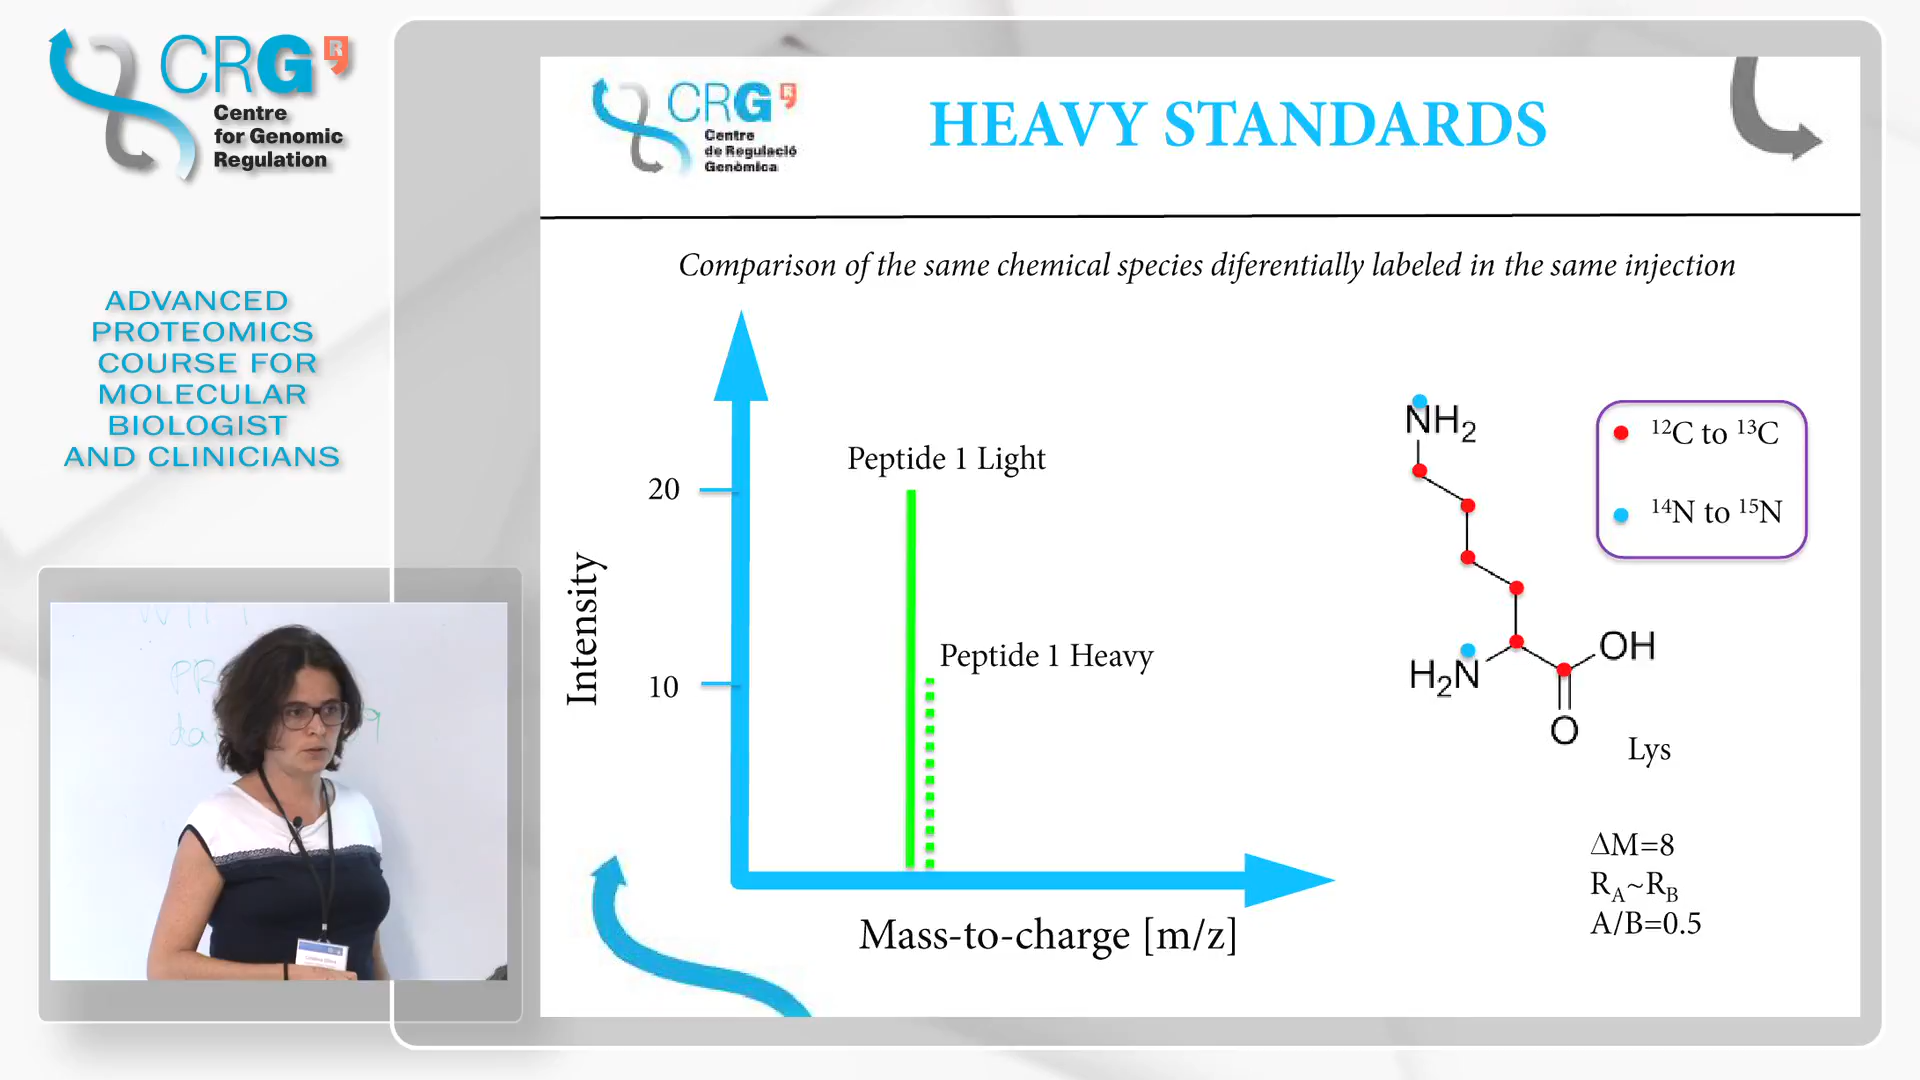 CRG
Centre
for Genomic
Regulation
ADVANCED
PROTEOMICS
COURSE FOR
MOLECULAR
BIOLOGIST
AND CLINICIANS
CRG
Centre
de Regulació
Genòmica
HEAVY STANDARDS
Comparison of the same chemical species diferentially labeled in the same injection
Peptide 1 Light
20
Peptide 1 Heavy
10
Intensity
Mass-to-charge [m/z]
NH₂
¹²C to ¹³C
¹⁴N to ¹⁵N
OH
H₂N
O
Lys
ΔM=8
R_A~R_B
A/B=0.5